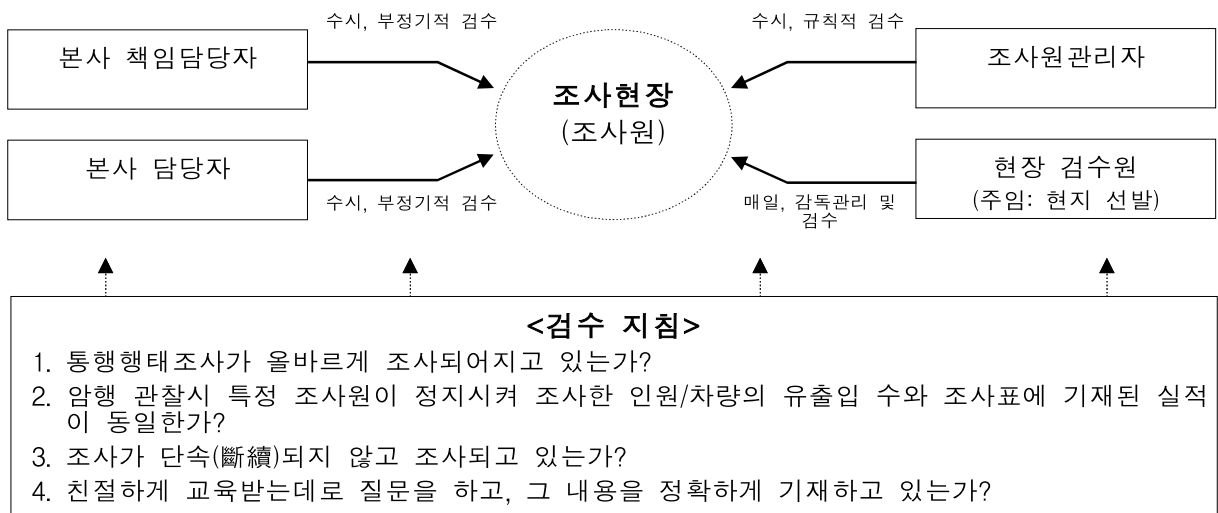 수시, 부정기적 검수
수시, 규칙적 검수
본사 책임담당자
조사원관리자
조사현장
(조사원)
본사 담당자
현장 검수원
(주임: 현지 선발)
수시, 부정기적 검수
매일, 감독관리 및
검수
<검수 지침>
1. 통행행태조사가 올바르게 조사되어지고 있는가?
2. 암행 관찰시 특정 조사원이 정지시켜 조사한 인원/차량의 유출입 수와 조사표에 기재된 실적
이 동일한가?
3. 조사가 단속(斷續)되지 않고 조사되고 있는가?
4. 친절하게 교육받는데로 질문을 하고, 그 내용을 정확하게 기재하고 있는가?